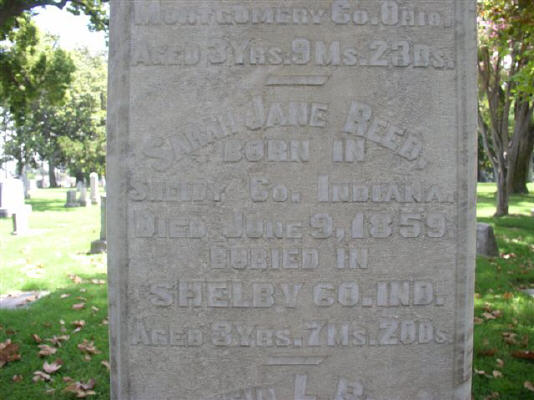 MONTGOMERY CO. OHIO.
AGED 3 YRS. 9 MS. 23 DS.
SARAH JANE REED,
BORN IN
SHELBY CO. INDIANA.
DIED JUNE 9, 1859
BURIED IN
SHELBY CO. IND.
AGED 3 YRS. 7 MS. 20 DS.